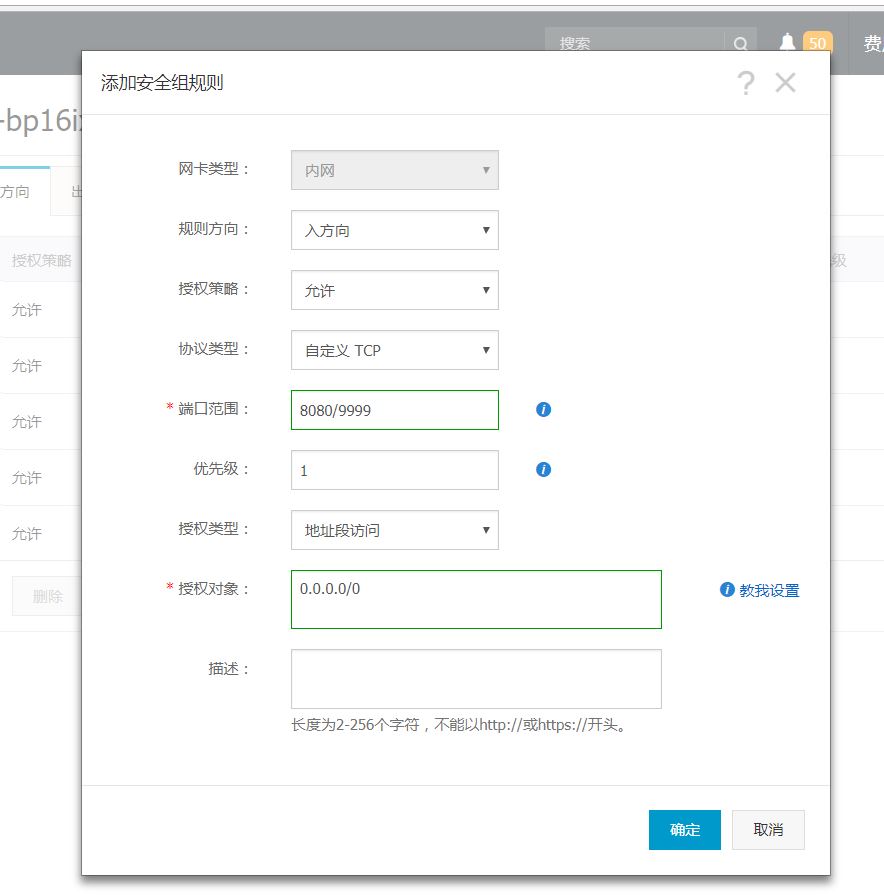 搜索
50
费
添加安全组规则
-bp16i
方向
出
授权策略
级
允许
允许
允许
允许
允许
删除
网卡类型：
内网
规则方向：
入方向
授权策略：
允许
协议类型：
自定义 TCP
* 端口范围：
8080/9999
优先级：
1
授权类型：
地址段访问
* 授权对象：
0.0.0.0/0
教我设置
描述：
长度为2-256个字符，不能以http://或https://开头。
确定
取消